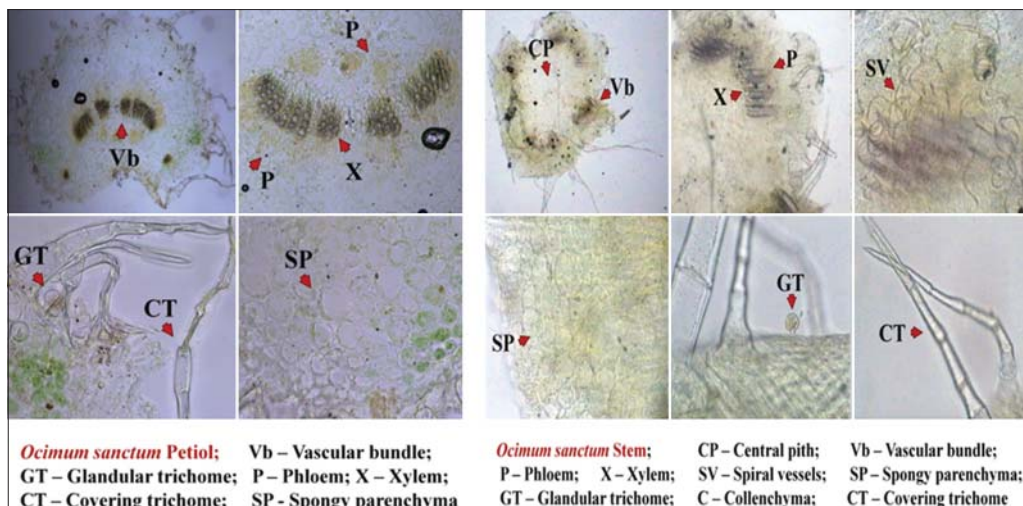 P
P
X
Vb
CP
Vb
P
X
SV
GT
CT
SP
SP
GT
CT
Ocimum sanctum Petiol;
GT – Glandular trichome;
CT – Covering trichome;
Vb – Vascular bundle;
P – Phloem; X – Xylem;
SP - Spongy parenchyma
Ocimum sanctum Stem;
P – Phloem; X – Xylem;
GT – Glandular trichome;
CP – Central pith;
SV – Spiral vessels;
C – Collenchyma;
Vb – Vascular bundle;
SP – Spongy parenchyma;
CT – Covering trichome